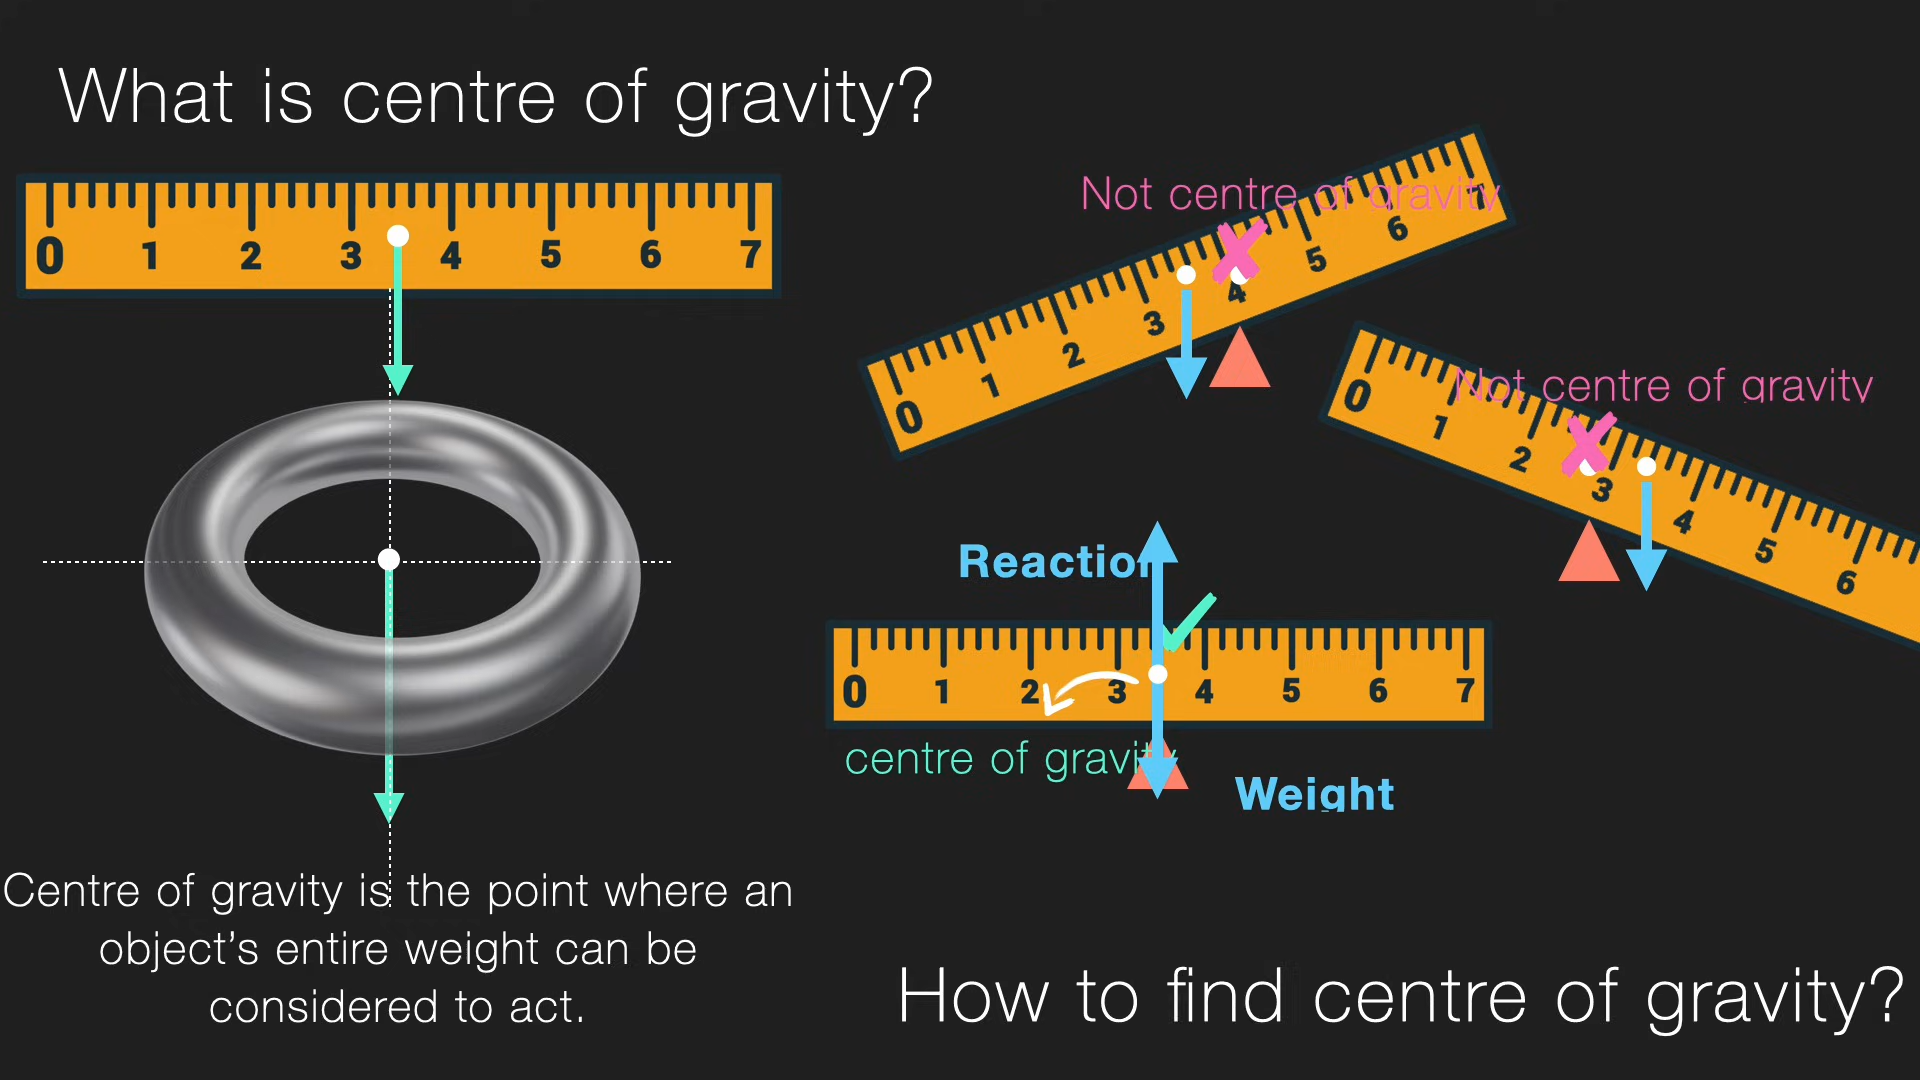 What is centre of gravity?
0 1 2 3 4 5 6 7
Not centre of gravity
0 1 2 3 4 5 6 7
Not centre of gravity
0 1 2 3 4 5 6
Reaction
0 1 2 3 4 5 6 7
centre of gravity
Weight
Centre of gravity is the point where an
object's entire weight can be
considered to act.
How to find centre of gravity?